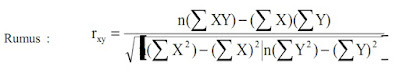 Rumus : r_xy = n(∑ XY) – (∑ X)(∑ Y) / √ (∑ X²) – (∑ X)² |n(∑ Y²) – (∑ Y)²